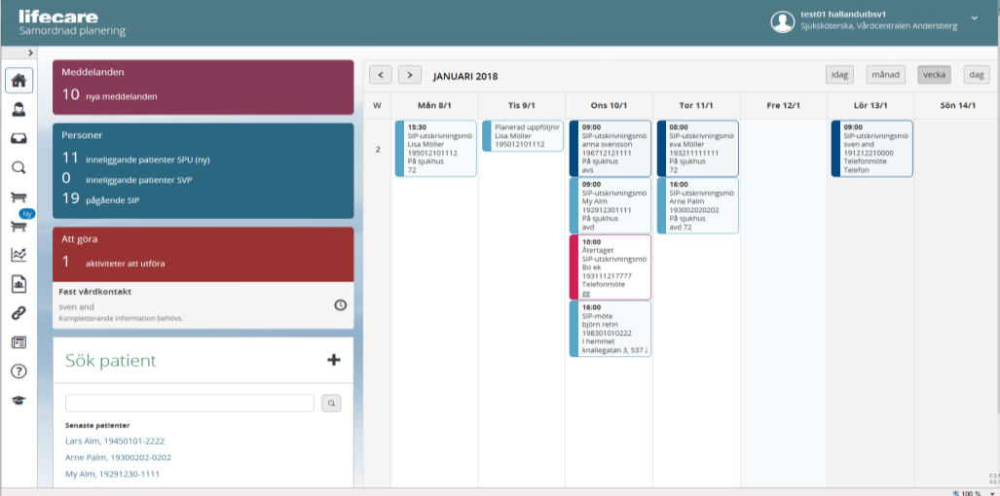 lifecare
Samordnad planering
test01 hallandutbsv1
Sjuksköterska, Vårdcentralen Andersberg
Meddelanden
10 nya meddelanden
Personer
11 inneliggande patienter SPU (ny)
0 inneliggande patienter SVP
19 pågående SIP
Ny
Att göra
1 aktiviteter att utföra
Fast vårdkontakt
sven and
Kompletterande information behövs.
Sök patient
Senaste patienter
Lars Alm, 19450101-2222
Arne Palm, 19300202-0202
My Alm, 19291230-1111
JANUARI 2018
idag
månad
vecka
dag
W
Mån 8/1
Tis 9/1
Ons 10/1
Tor 11/1
Fre 12/1
Lör 13/1
Sön 14/1
2
15:30
SIP-utskrivningsmö
Lisa Möller
195012101112
På sjukhus
72
Planerad uppföljnin
Lisa Möller
195012101112
09:00
SIP-utskrivningsmö
anna svensson
196712121111
På sjukhus
avs
09:00
SIP-utskrivningsmö
My Alm
192912301111
På sjukhus
avd
10:00
Återtaget
SIP-utskrivningsmö
Bo ek
193111217777
Telefonmöte
gg
16:00
SIP-möte
björn rehn
198301010222
I hemmet
knallegatan 3, 537
08:00
SIP-utskrivningsmö
eva Möller
193211111111
På sjukhus
72
16:00
SIP-utskrivningsmö
Arne Palm
193002020202
På sjukhus
avd 72
09:00
SIP-utskrivningsmö
sven and
191212210000
Telefonmöte
Telefon
100 %